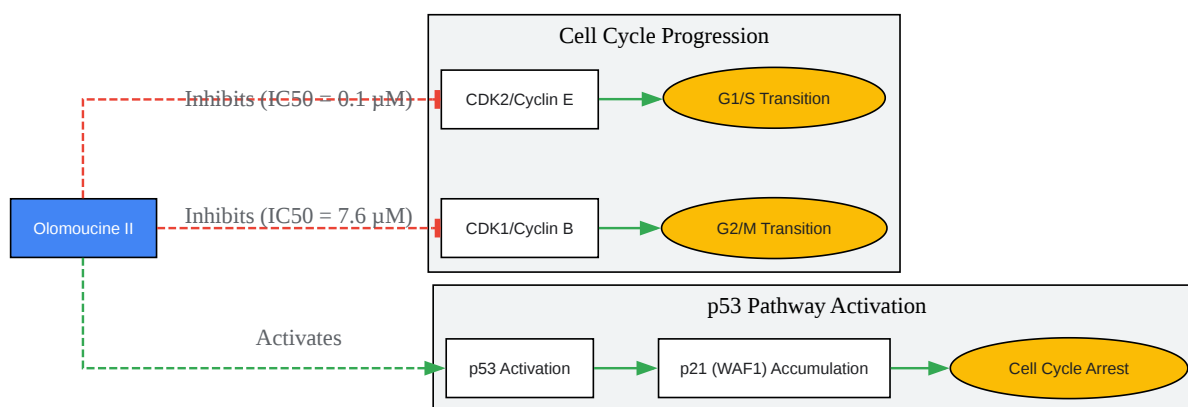 Cell Cycle Progression
Inhibits (IC50 = 0.1 µM)
CDK2/Cyclin E
G1/S Transition
Olomoucine II
Inhibits (IC50 = 7.6 µM)
CDK1/Cyclin B
G2/M Transition
p53 Pathway Activation
Activates
p53 Activation
p21 (WAF1) Accumulation
Cell Cycle Arrest